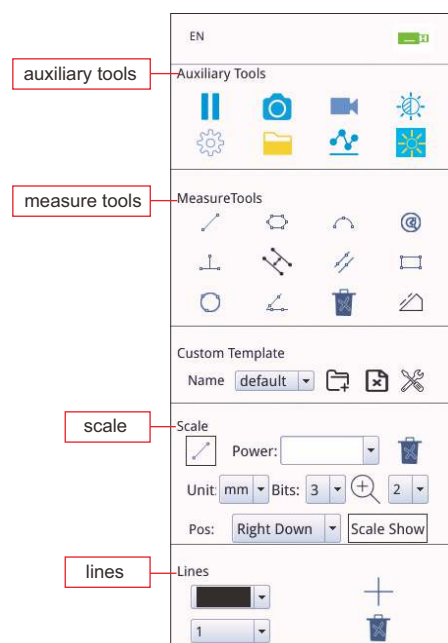 EN
auxiliary tools
Auxiliary Tools
measure tools
MeasureTools
Custom Template
Name default
scale
Scale
Power:
Unit: mm Bits: 3 2
Pos: Right Down Scale Show
lines
Lines
1